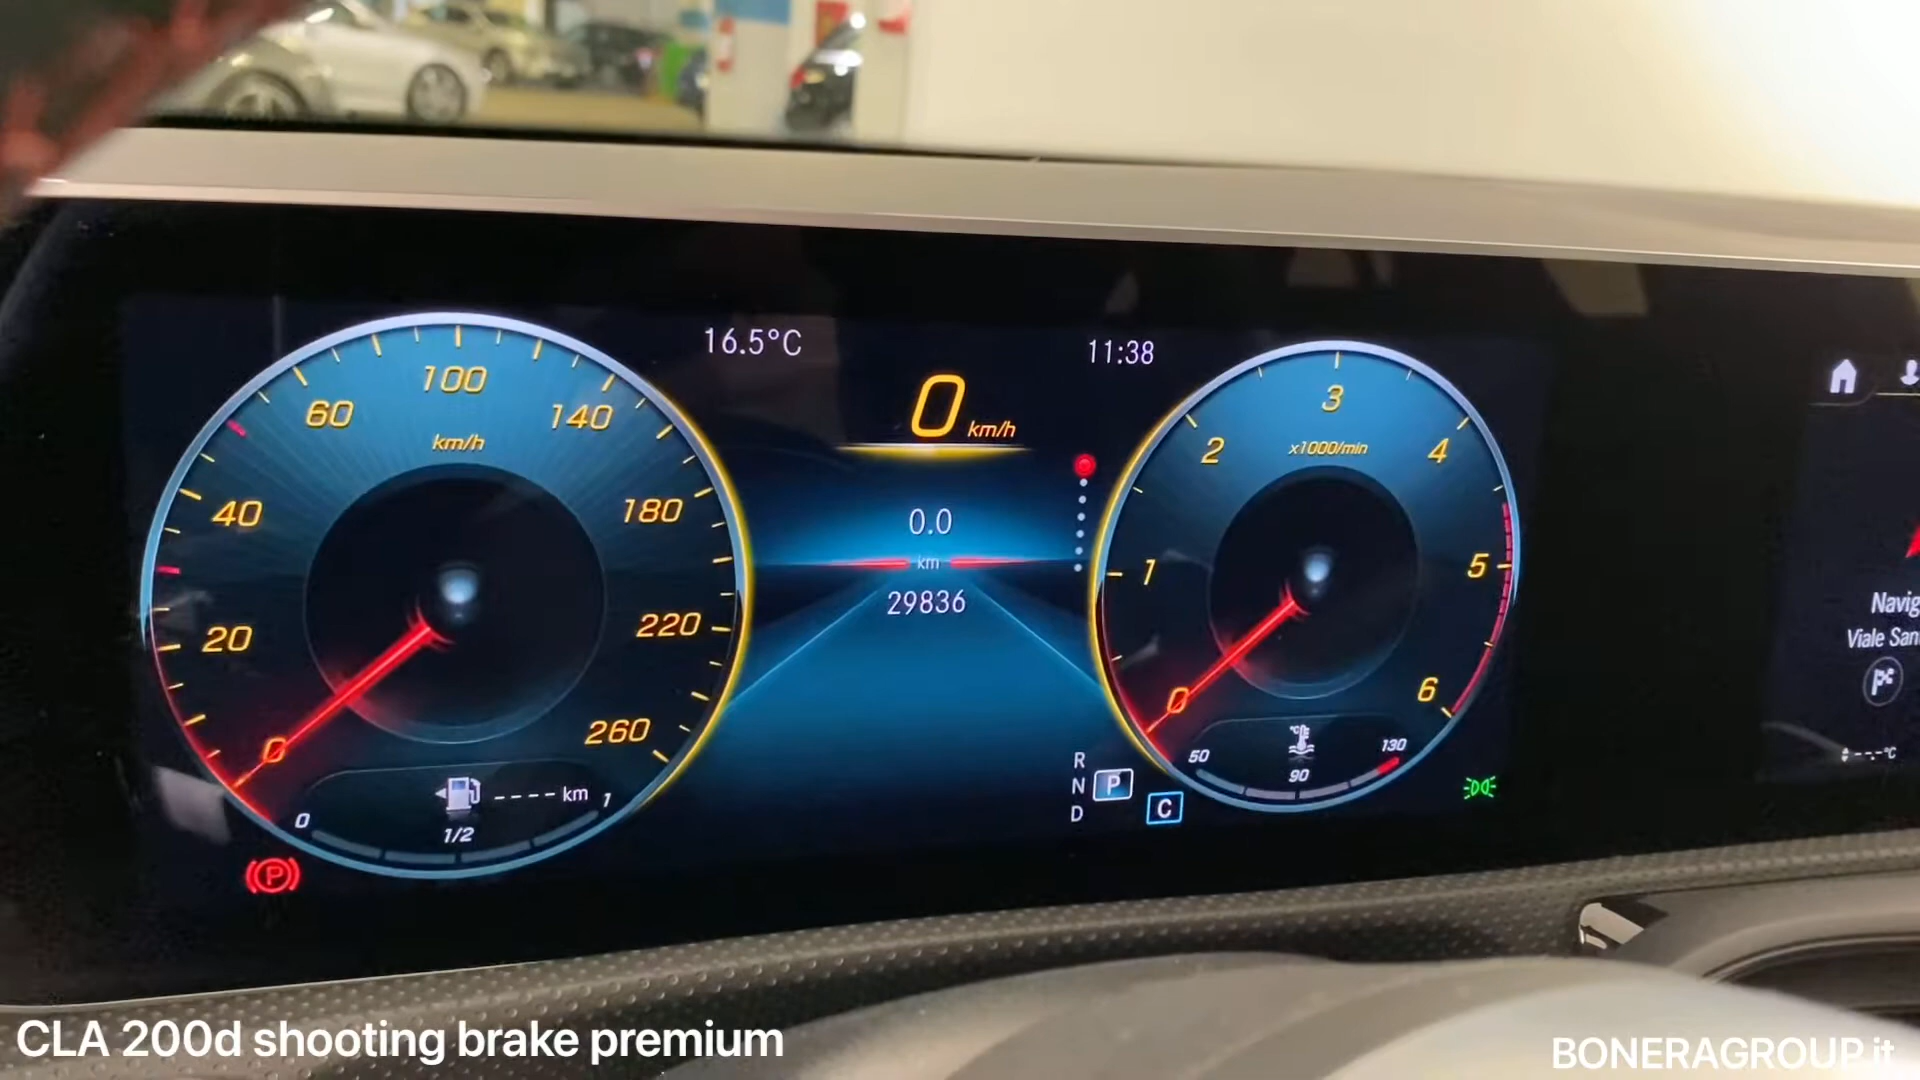 16.5°C
11:38
0 km/h
0.0
km
29836
0
20
40
60
100
140
180
220
260
km/h
0
1/2
1
---- km
P
0
1
2
3
4
5
6
x1000/min
50
90
130
°C
R
N
D
P
C
Navig
Viale San
P
--.-°C
CLA 200d shooting brake premium
BONERAGROUP.it